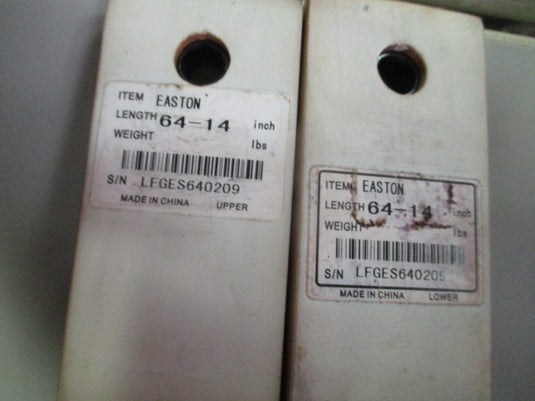 ITEM EASTON
LENGTH 64-14 inch
WEIGHT lbs
S/N LFGES640209
MADE IN CHINA UPPER
ITEM EASTON
LENGTH 64-14 inch
WEIGHT lbs
S/N LFGES640209
MADE IN CHINA LOWER